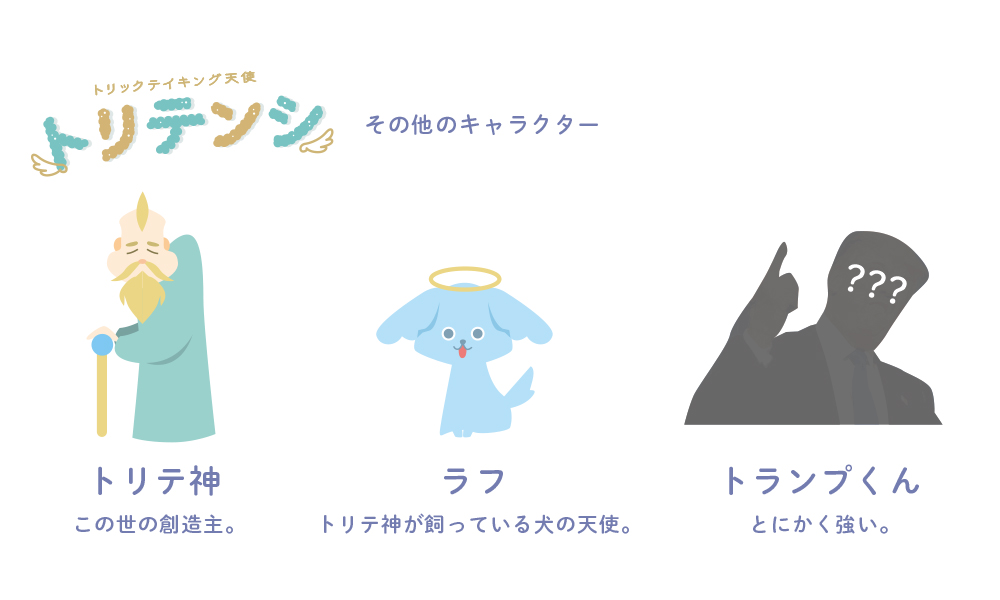 トリックテイキング天使
トリテンシ
その他のキャラクター
???
トリテ神
ラフ
トランプくん
この世の創造主。
トリテ神が飼っている犬の天使。
とにかく強い。